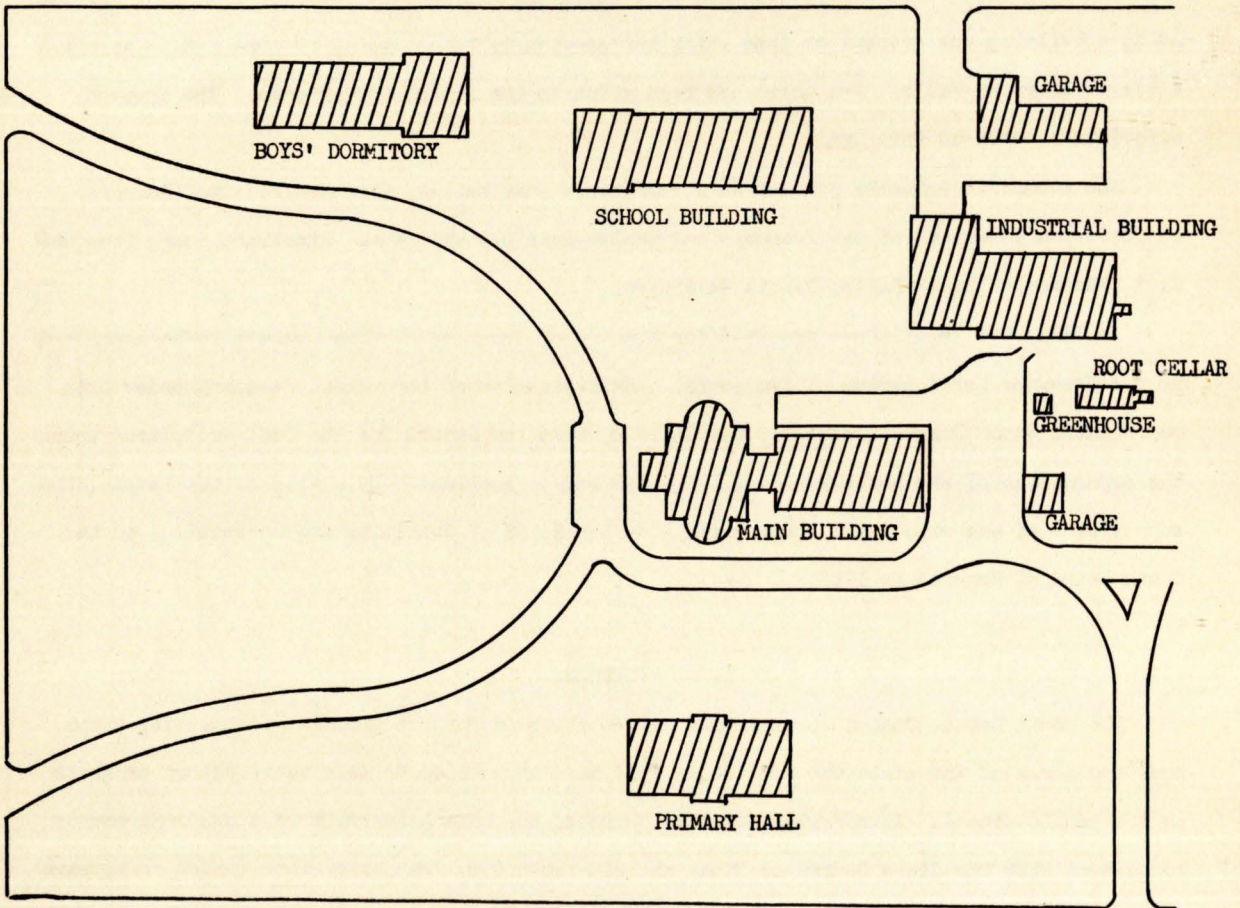 GARAGE
BOYS' DORMITORY
SCHOOL BUILDING
INDUSTRIAL BUILDING
ROOT CELLAR
GREENHOUSE
GARAGE
MAIN BUILDING
PRIMARY HALL